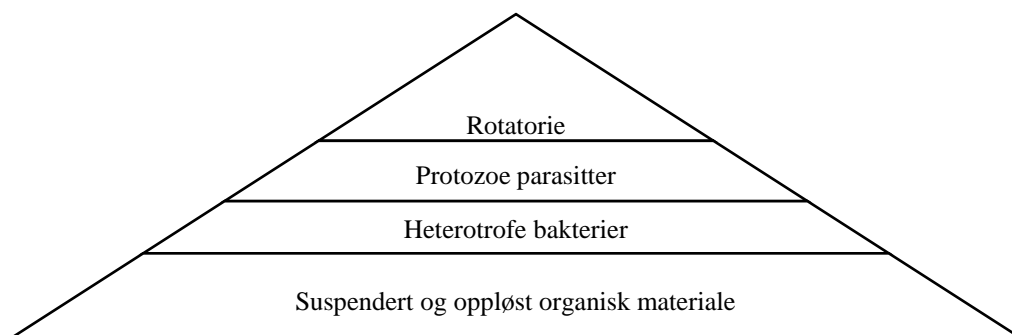 Rotatorie
Protozoe parasitter
Heterotrofe bakterier
Suspendert og oppløst organisk materiale